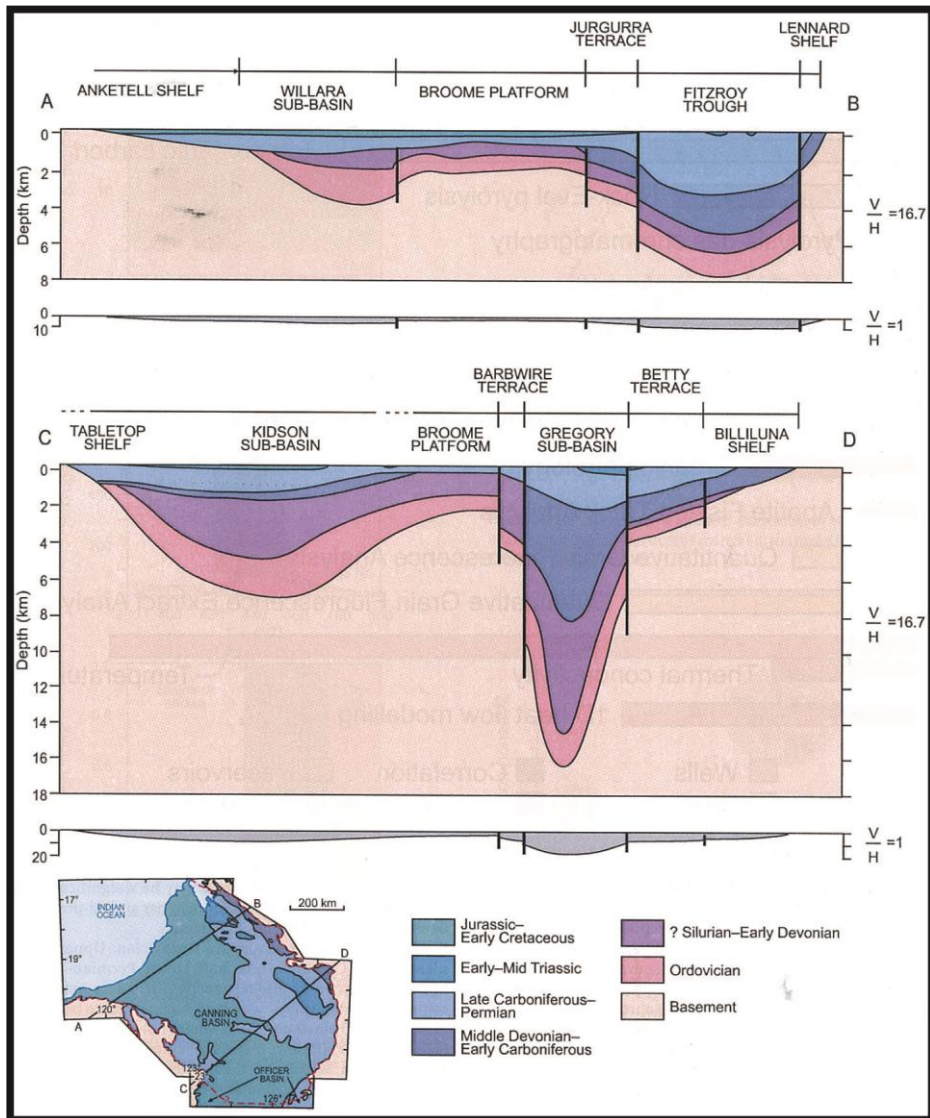 JURGURRA
TERRACE
LENNARD
SHELF
A
ANKETELL SHELF
WILLARA
SUB-BASIN
BROOME PLATFORM
FITZROY
TROUGH
B
Depth (km)
0
2
4
6
8
V
H
=16.7
0
10
V
H
=1
BARBWIRE
TERRACE
BETTY
TERRACE
C
TABLETOP
SHELF
KIDSON
SUB-BASIN
BROOME
PLATFORM
GREGORY
SUB-BASIN
BILLILUNA
SHELF
D
Depth (km)
0
2
4
6
8
10
12
14
16
18
V
H
=16.7
0
20
V
H
=1
17°
19°
INDIAN
OCEAN
B
200 km
D
120°
A
CANNING
BASIN
123°
23°
C
OFFICER
BASIN
126°
Jurassic–
Early Cretaceous
Early–Mid Triassic
Late Carboniferous–
Permian
Middle Devonian–
Early Carboniferous
? Silurian–Early Devonian
Ordovician
Basement